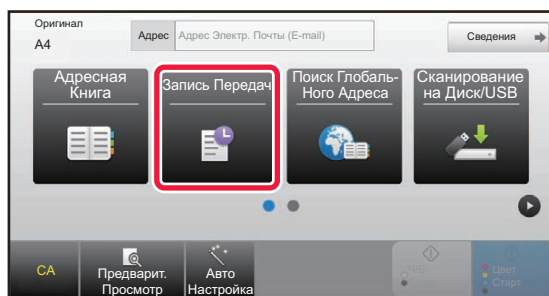 Оригинал
A4
Адрес
Адрес Электр. Почты (E-mail)
Сведения
Адресная
Книга
Запись Передач
Поиск Глобаль-
Ного Адреса
Сканирование
на Диск/USB
CA
Предварит.
Просмотр
Авто
Настройка
Ч/Б
Старт
Цвет
Старт